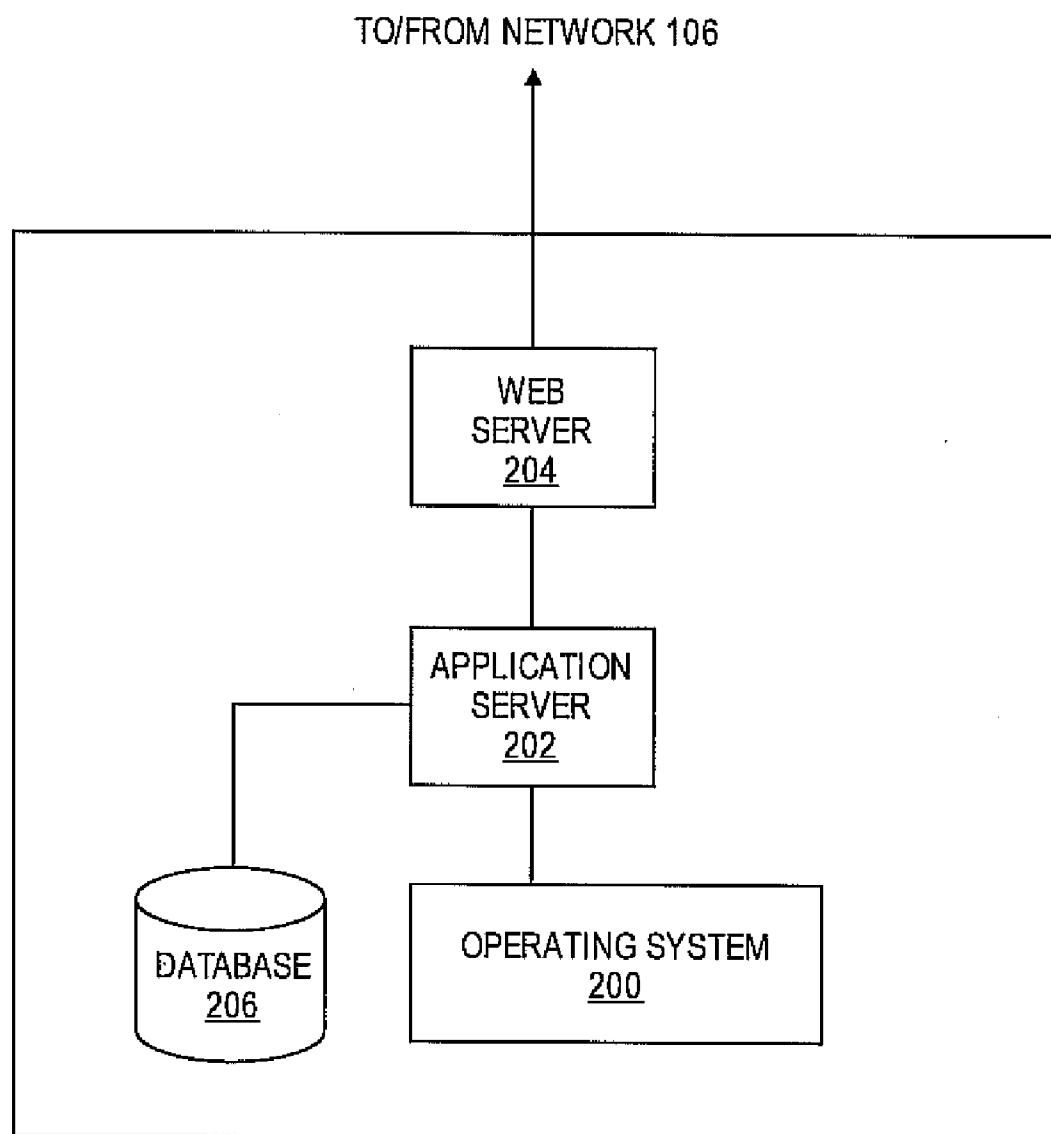 TO/FROM NETWORK 106
WEB
SERVER
204
APPLICATION
SERVER
202
DATABASE
206
OPERATING SYSTEM
200